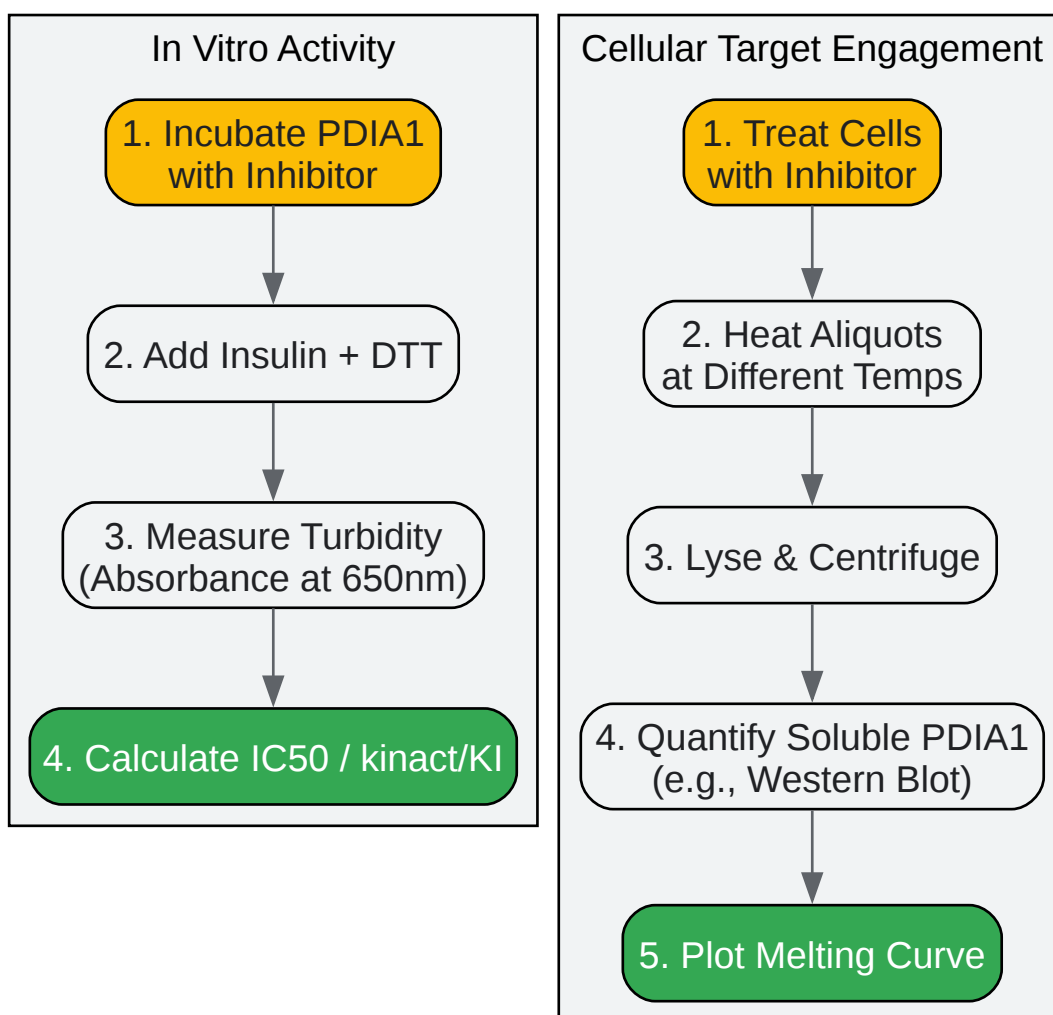 In Vitro Activity
1. Incubate PDIA1
with Inhibitor
2. Add Insulin + DTT
3. Measure Turbidity
(Absorbance at 650nm)
4. Calculate IC50 / kinact/KI
Cellular Target Engagement
1. Treat Cells
with Inhibitor
2. Heat Aliquots
at Different Temps
3. Lyse & Centrifuge
4. Quantify Soluble PDIA1
(e.g., Western Blot)
5. Plot Melting Curve